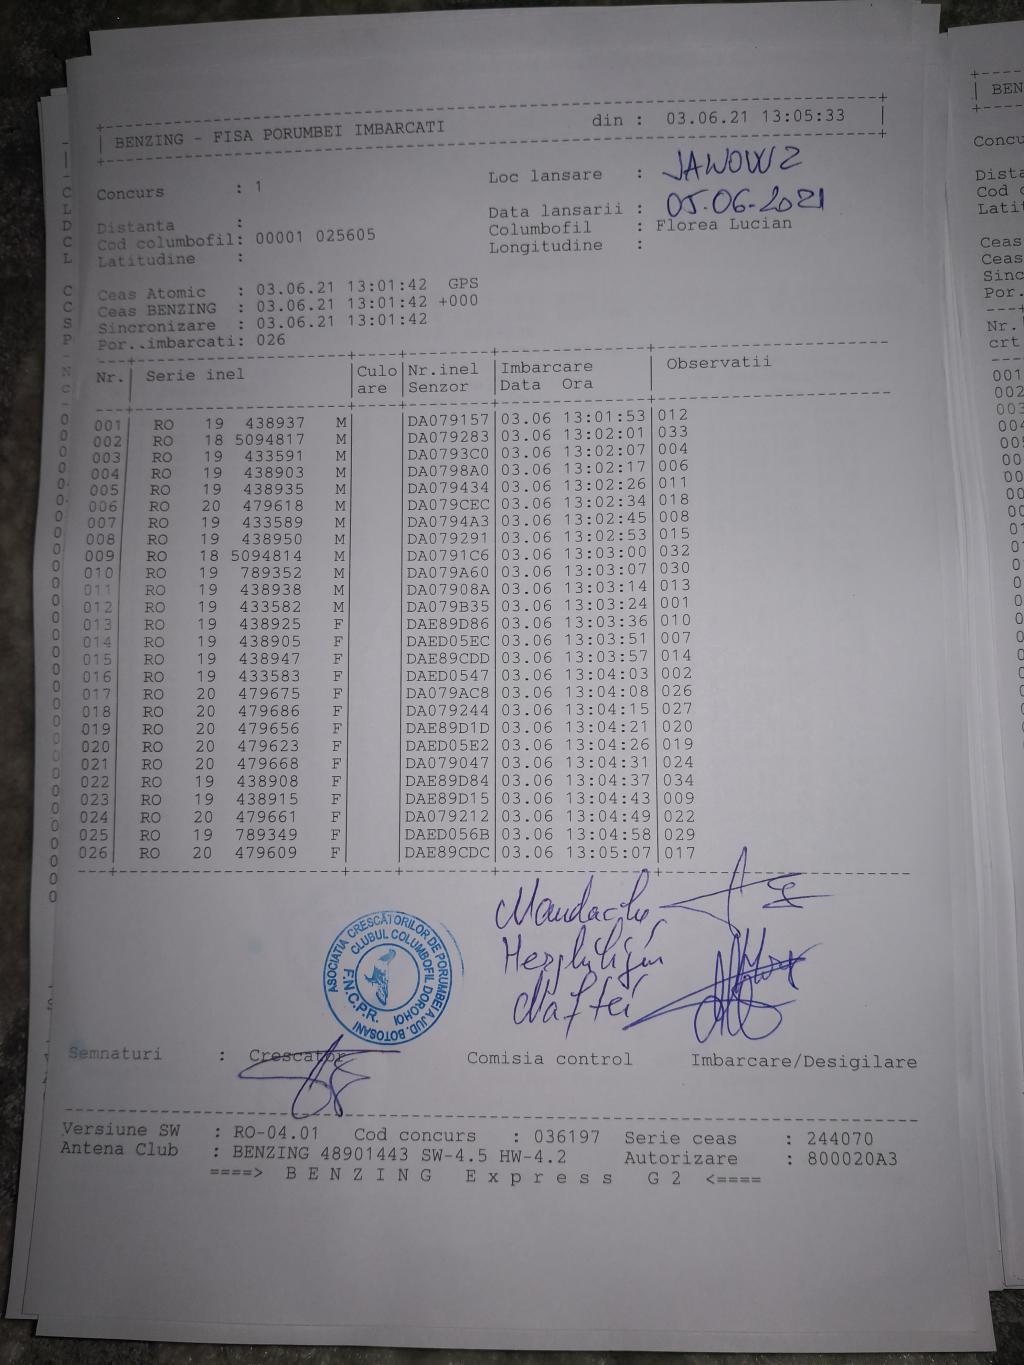 BENZING - FISA PORUMBEI IMBARCATI din : 03.06.21 13:05:33
Concurs : 1 Loc lansare : JAWOWZ
Data lansarii : 05.06.2021
Distanta : Columbofil : Florea Lucian
Cod columbofil: 00001 025605 Longitudine :
Latitudine :
Ceas Atomic : 03.06.21 13:01:42 GPS
Ceas BENZING : 03.06.21 13:01:42 +000
Sincronizare : 03.06.21 13:01:42
Por..imbarcati: 026
Nr. Serie inel Culo Nr.inel Imbarcare Observatii
are Senzor Data Ora
001 RO 19 438937 M DA079157 03.06 13:01:53 012
002 RO 18 5094817 M DA079283 03.06 13:02:01 033
003 RO 19 433591 M DA0793C0 03.06 13:02:07 004
004 RO 19 438903 M DA0798A0 03.06 13:02:17 006
005 RO 19 438935 M DA079434 03.06 13:02:26 011
006 RO 20 479618 M DA079CEC 03.06 13:02:34 018
007 RO 19 433589 M DA0794A3 03.06 13:02:45 008
008 RO 19 438950 M DA079291 03.06 13:02:53 015
009 RO 18 5094814 M DA0791C6 03.06 13:03:00 032
010 RO 19 789352 M DA079A60 03.06 13:03:07 030
011 RO 19 438938 M DA07908A 03.06 13:03:14 013
012 RO 19 433582 M DA079B35 03.06 13:03:24 001
013 RO 19 438925 F DAE89D86 03.06 13:03:36 010
014 RO 19 438905 F DAED05EC 03.06 13:03:51 007
015 RO 19 438947 F DAE89CDD 03.06 13:03:57 014
016 RO 19 433583 F DAED0547 03.06 13:04:03 002
017 RO 20 479675 F DA079AC8 03.06 13:04:08 026
018 RO 20 479686 F DA079244 03.06 13:04:15 027
019 RO 20 479656 F DAE89D1D 03.06 13:04:21 020
020 RO 20 479623 F DAED05E2 03.06 13:04:26 019
021 RO 20 479668 F DA079047 03.06 13:04:31 024
022 RO 19 438908 F DAE89D84 03.06 13:04:37 034
023 RO 19 438915 F DAE89D15 03.06 13:04:43 009
024 RO 20 479661 F DA079212 03.06 13:04:49 022
025 RO 19 789349 F DAED056B 03.06 13:04:58 029
026 RO 20 479609 F DAE89CDC 03.06 13:05:07 017
ASOCIATIA CRESCĂTORILOR DE PORUMBEI A JUD. BOTOSANI
CLUBUL COLUMBOFIL DOROHOI
F.N.C.P.R.
Naftei
Semnaturi : Crescator Comisia control Imbarcare/Desigilare
Versiune SW : RO-04.01 Cod concurs : 036197 Serie ceas : 244070
Antena Club : BENZING 48901443 SW-4.5 HW-4.2 Autorizare : 800020A3
====> B E N Z I N G E x p r e s s G 2 <====